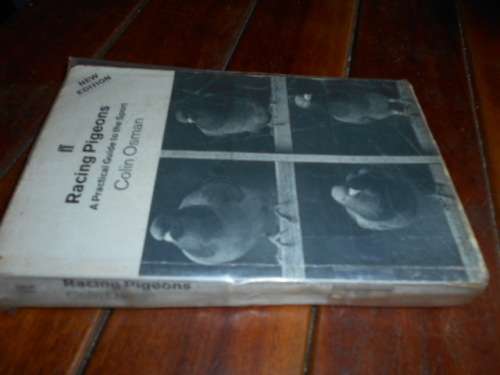 NEW
EDITION
ff
Racing Pigeons
A Practical Guide to the Sport
Colin Osman
Racing Pigeons